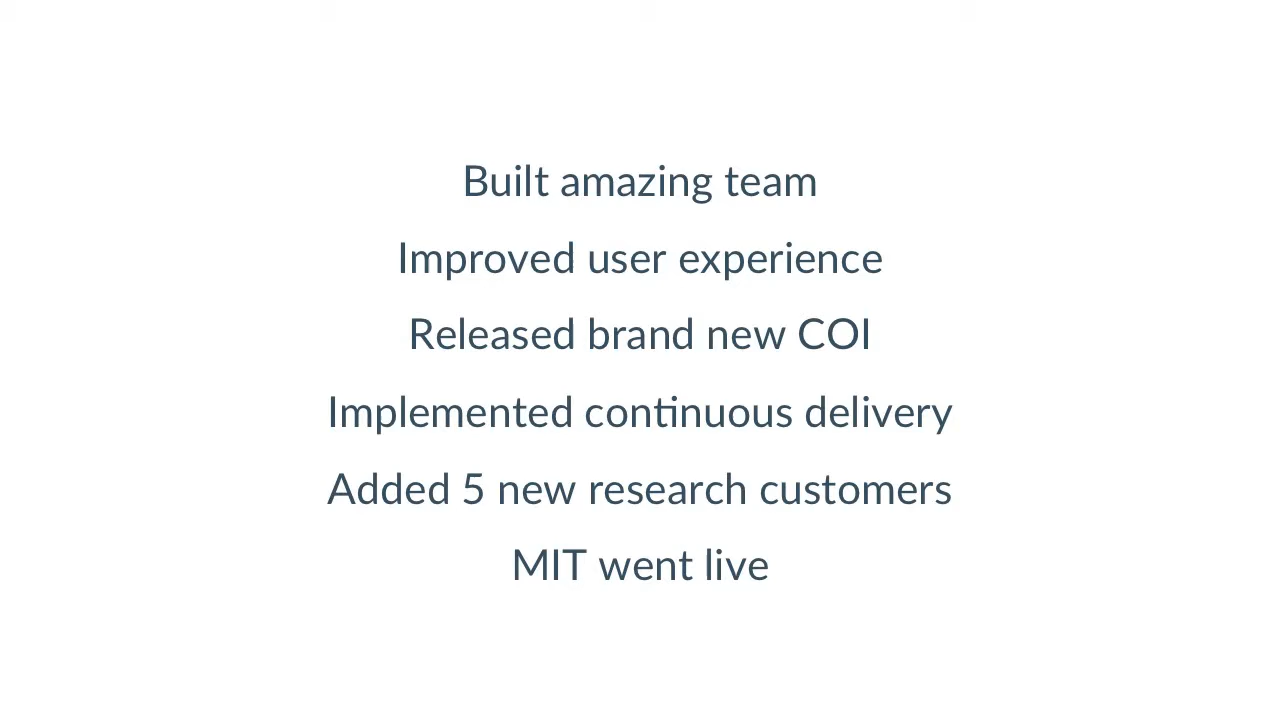 Built amazing team
Improved user experience
Released brand new COI
Implemented continuous delivery
Added 5 new research customers
MIT went live